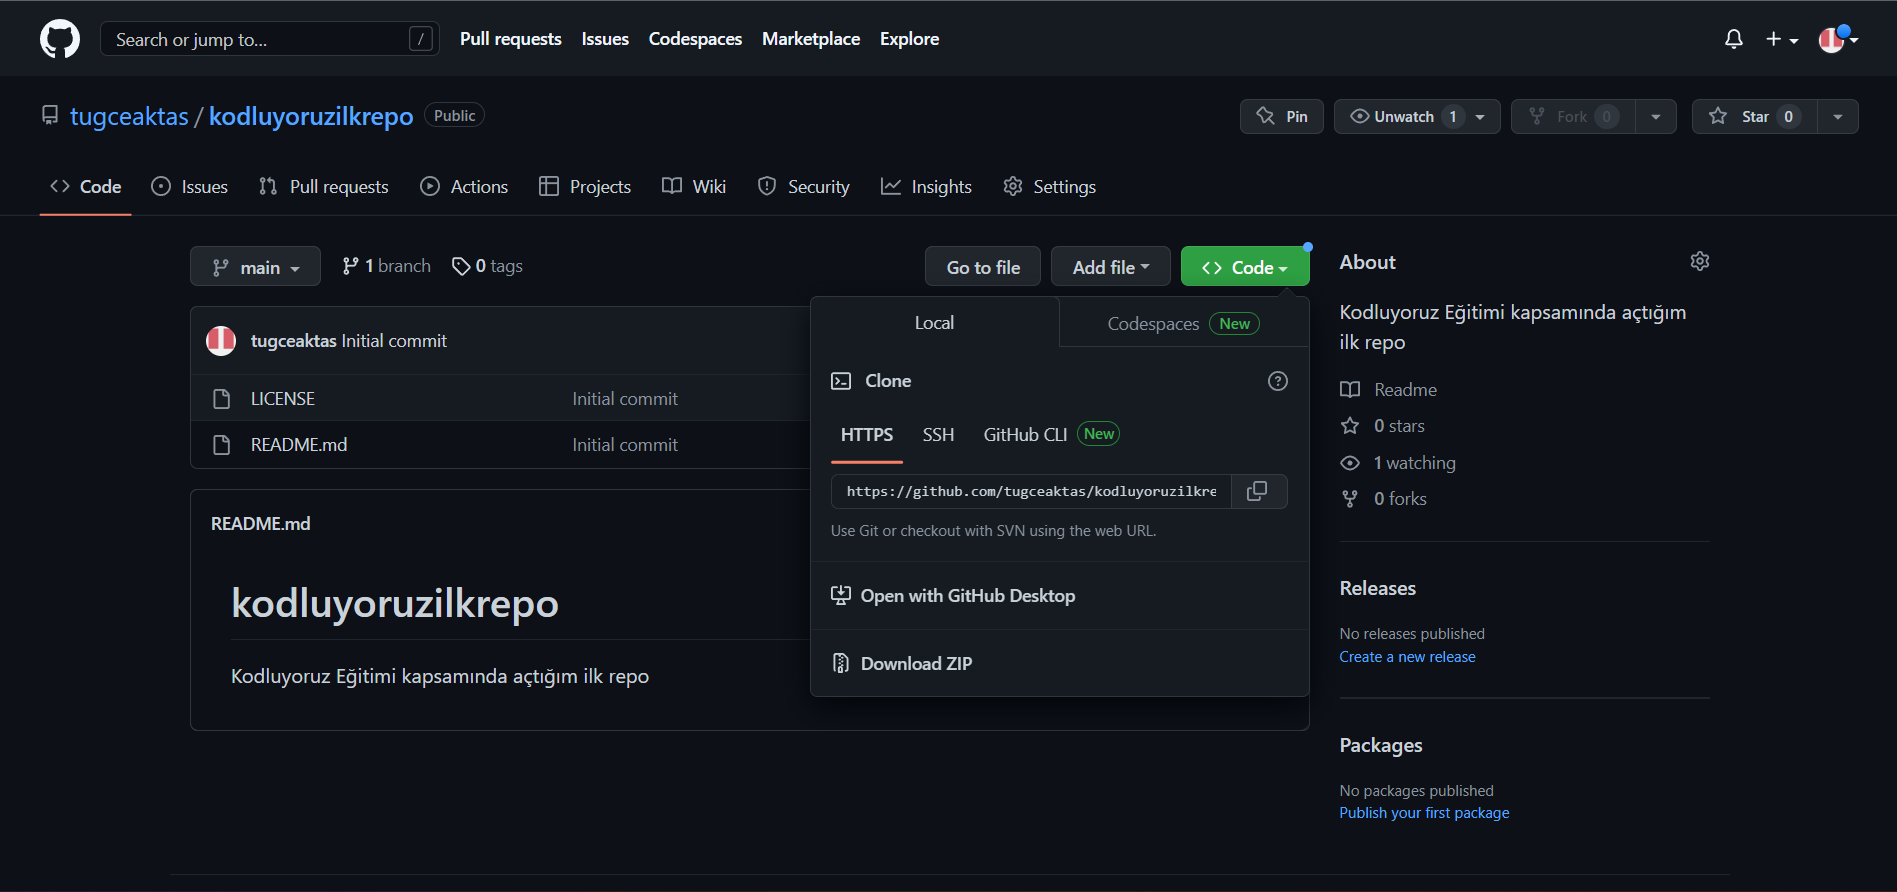 Search or jump to... /
Pull requests Issues Codespaces Marketplace Explore
tugceaktas / kodluyoruzilkrepo Public
Pin Unwatch 1 Fork 0 Star 0
Code Issues Pull requests Actions Projects Wiki Security Insights Settings
main 1 branch 0 tags Go to file Add file Code
tugceaktas Initial commit
LICENSE Initial commit
README.md Initial commit
README.md
kodluyoruzilkrepo
Kodluyoruz Eğitimi kapsamında açtığım ilk repo
Local Codespaces New
Clone
HTTPS SSH GitHub CLI New
https://github.com/tugceaktas/kodluyoruzilkre
Use Git or checkout with SVN using the web URL.
Open with GitHub Desktop
Download ZIP
About
Kodluyoruz Eğitimi kapsamında açtığım
ilk repo
Readme
0 stars
1 watching
0 forks
Releases
No releases published
Create a new release
Packages
No packages published
Publish your first package